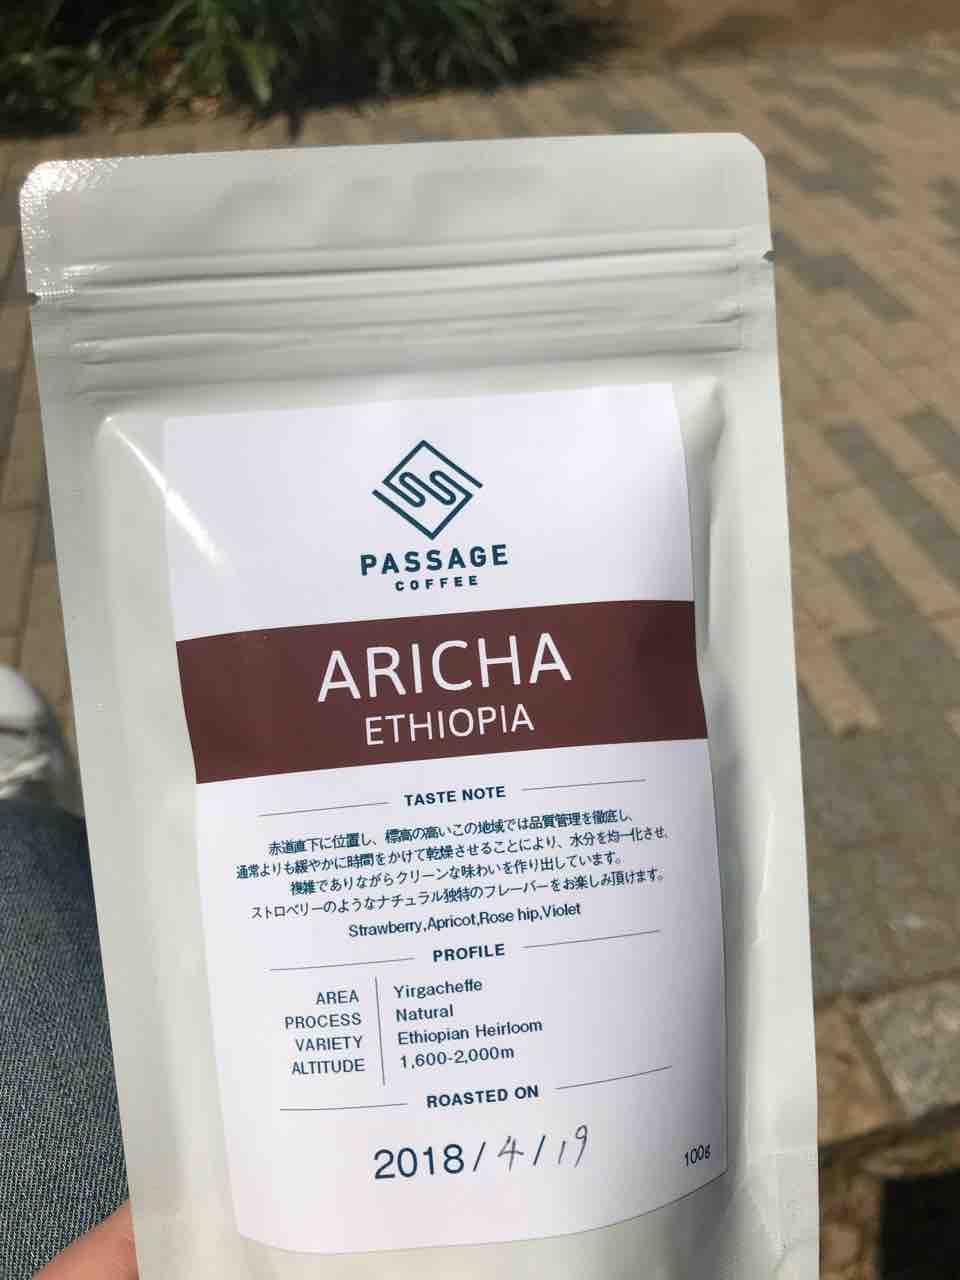 PASSAGE
COFFEE
ARICHA
ETHIOPIA
TASTE NOTE
赤道直下に位置し、標高の高いこの地域では品質管理を徹底し、
通常よりも緩やかに時間をかけて乾燥させることにより、水分を均一化させ、
複雑でありながらクリーンな味わいを作り出しています。
ストロベリーのようなナチュラル独特のフレーバーをお楽しみ頂けます。
Strawberry,Apricot,Rose hip,Violet
PROFILE
AREA Yirgacheffe
PROCESS Natural
VARIETY Ethiopian Heirloom
ALTITUDE 1,600-2,000m
ROASTED ON
2018/4/19
100g